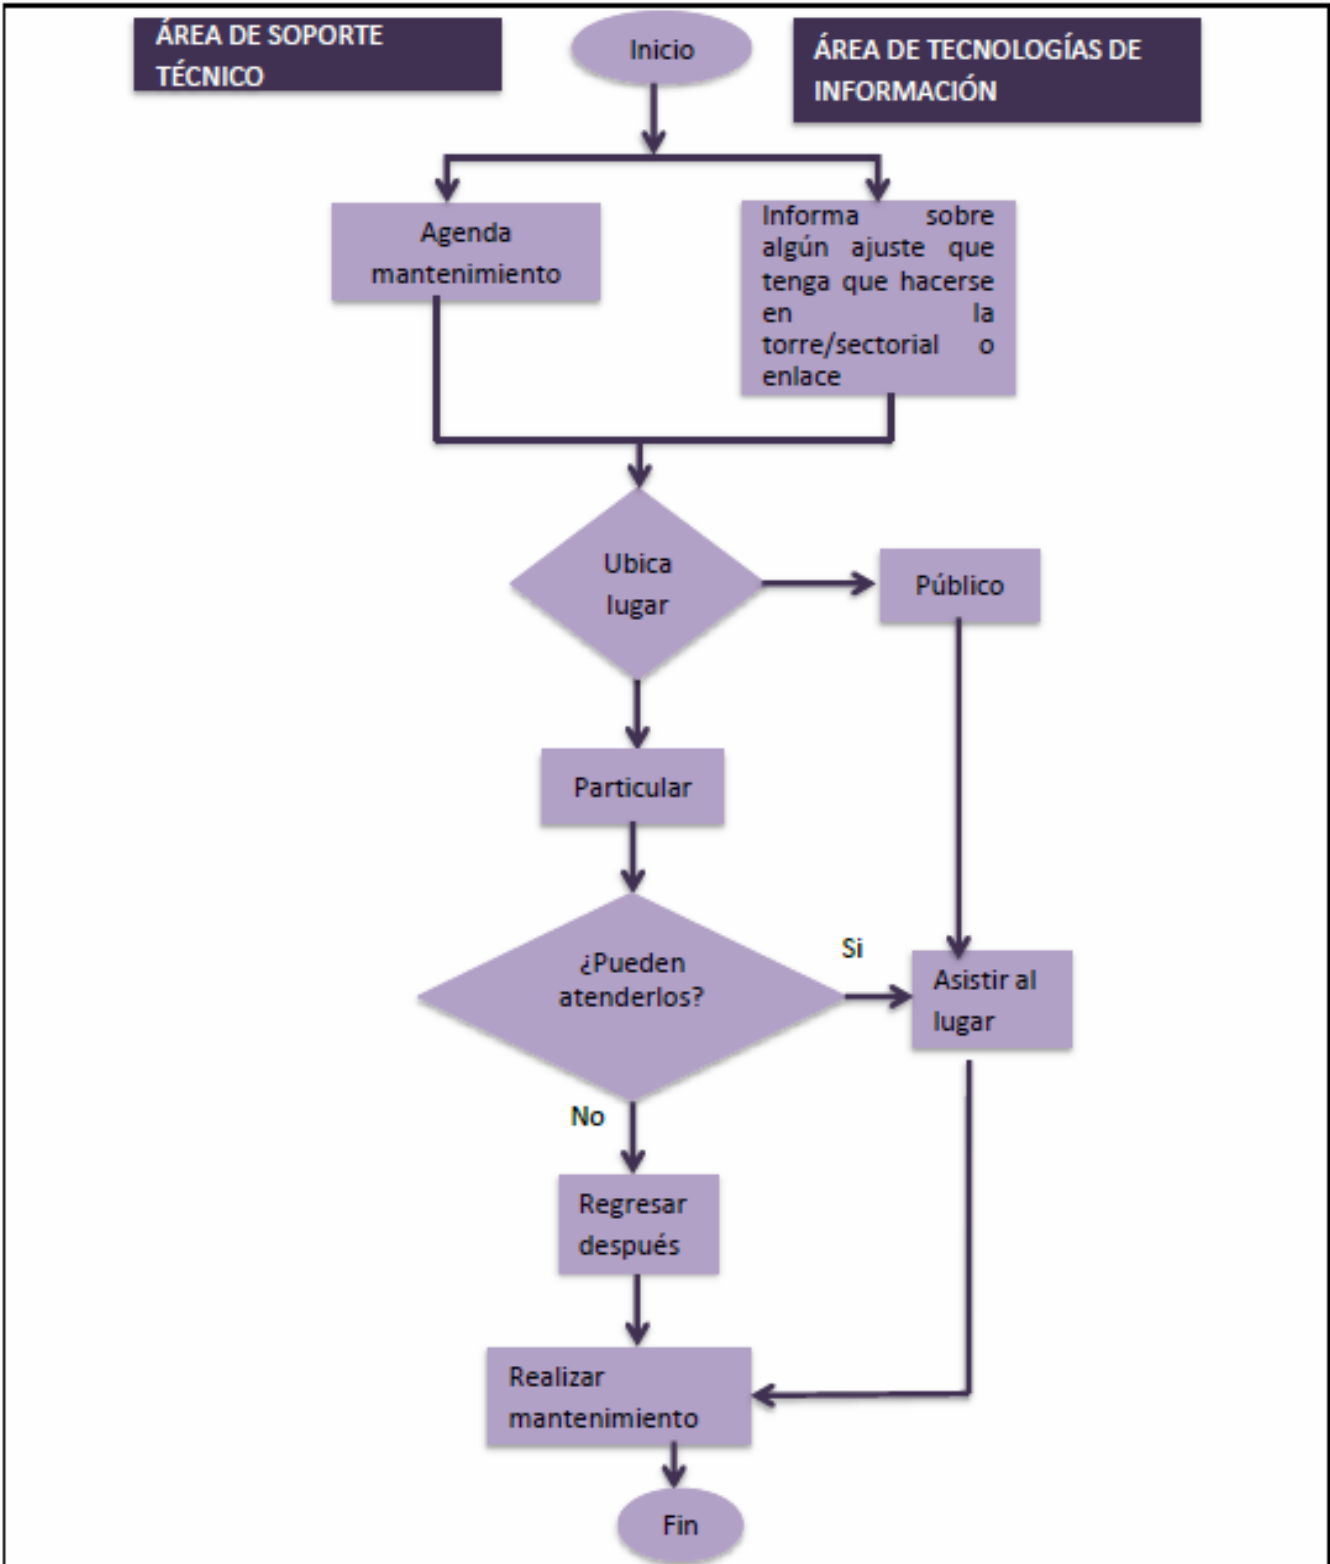 ÁREA DE SOPORTE
TÉCNICO
Inicio
ÁREA DE TECNOLOGÍAS DE
INFORMACIÓN
Agenda
mantenimiento
Informa sobre
algún ajuste que
tenga que hacerse
en la
torre/sectorial o
enlace
Ubica
lugar
Público
Particular
¿Pueden
atenderlos?
Si
Asistir al
lugar
No
Regresar
después
Realizar
mantenimiento
Fin